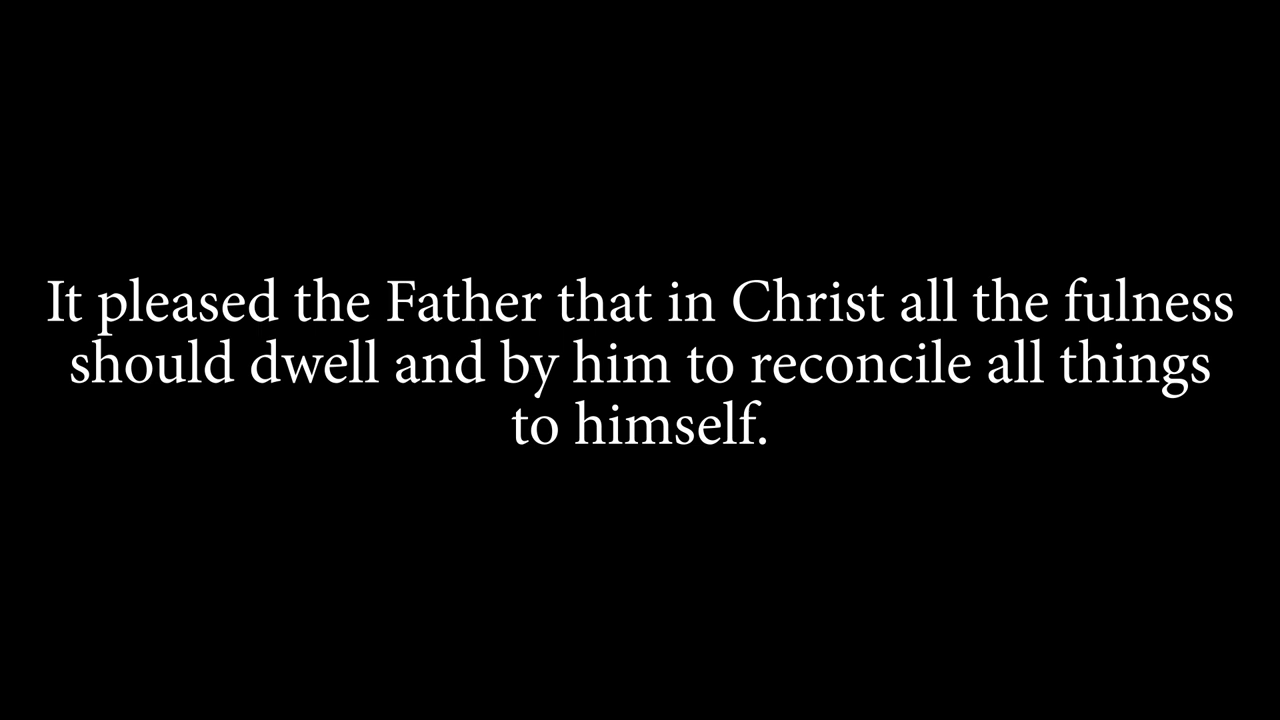 It pleased the Father that in Christ all the fulness
should dwell and by him to reconcile all things
to himself.